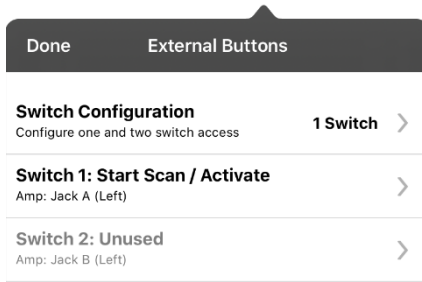 Done External Buttons
Switch Configuration
Configure one and two switch access
1 Switch
Switch 1: Start Scan / Activate
Amp: Jack A (Left)
Switch 2: Unused
Amp: Jack B (Left)